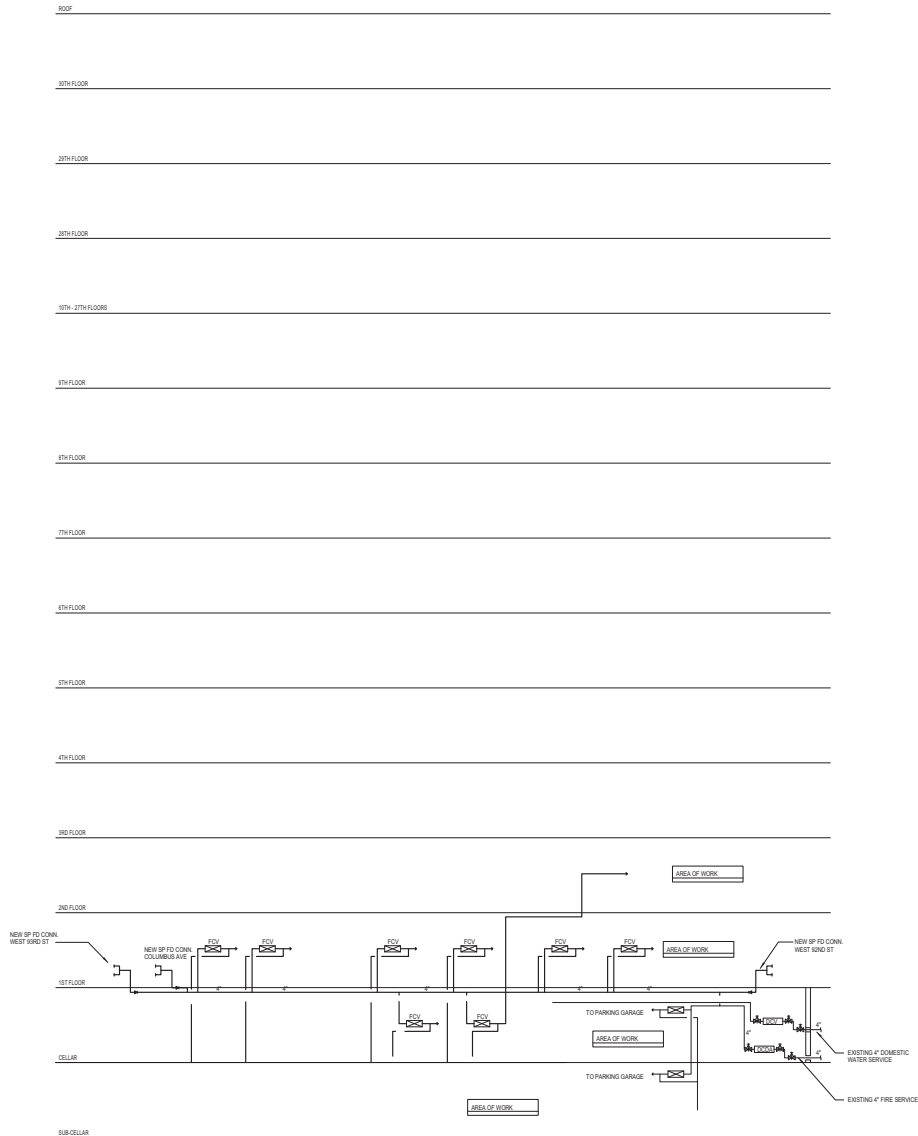 ROOF
30TH FLOOR
29TH FLOOR
28TH FLOOR
10TH - 27TH FLOORS
9TH FLOOR
8TH FLOOR
7TH FLOOR
6TH FLOOR
5TH FLOOR
4TH FLOOR
3RD FLOOR
AREA OF WORK
2ND FLOOR
NEW SP FD CONN.
WEST 93RD ST
NEW SP FD CONN.
COLUMBUS AVE
FCV
FCV
FCV
FCV
FCV
FCV
AREA OF WORK
NEW SP FD CONN.
WEST 92ND ST
1ST FLOOR
4"
4"
4"
4"
4"
FCV
FCV
TO PARKING GARAGE
AREA OF WORK
4"
DCV
4"
DCDA
4"
EXISTING 4" DOMESTIC
WATER SERVICE
CELLAR
TO PARKING GARAGE
EXISTING 4" FIRE SERVICE
AREA OF WORK
SUB-CELLAR